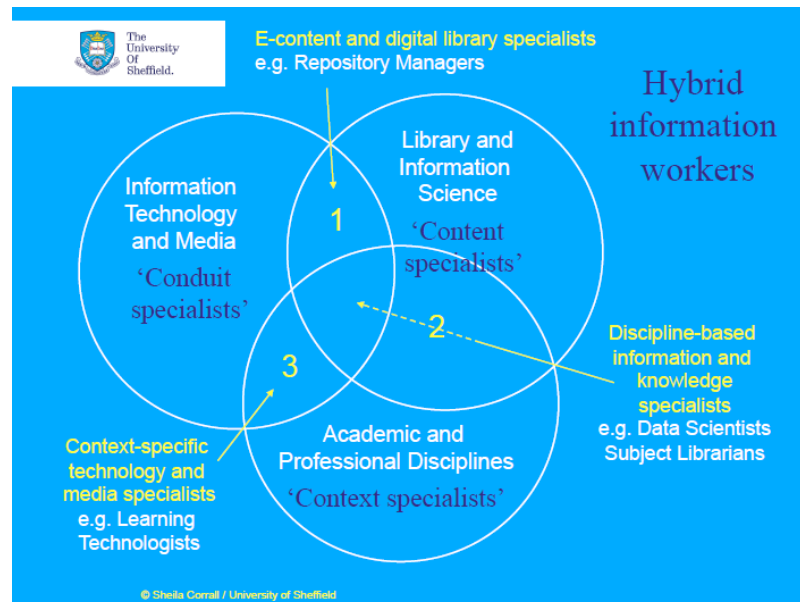 The
University
Of
Sheffield.
E-content and digital library specialists
e.g. Repository Managers
Hybrid
information
workers
Library and
Information
Science
‘Content
specialists’
Information
Technology
and Media
‘Conduit
specialists’
1
2
3
Discipline-based
information and
knowledge
specialists
e.g. Data Scientists
Subject Librarians
Academic and
Professional Disciplines
‘Context specialists’
Context-specific
technology and
media specialists
e.g. Learning
Technologists
© Sheila Corrall / University of Sheffield